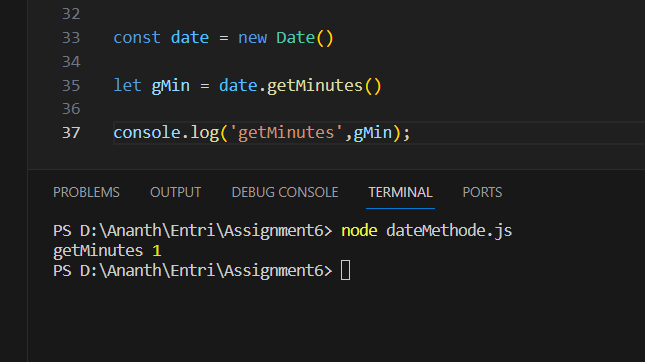 32
33 const date = new Date()
34
35 let gMin = date.getMinutes()
36
37 console.log('getMinutes',gMin);
PROBLEMS OUTPUT DEBUG CONSOLE TERMINAL PORTS
PS D:\Ananth\Entri\Assignment6> node dateMethode.js
getMinutes 1
PS D:\Ananth\Entri\Assignment6>